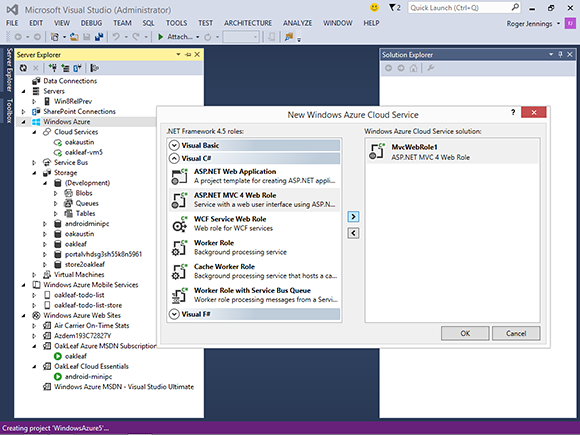 Microsoft Visual Studio (Administrator)
2
Quick Launch (Ctrl+Q)
FILE EDIT VIEW DEBUG TEAM SQL TOOLS TEST ARCHITECTURE ANALYZE WINDOW HELP
Roger Jennings
RJ
Attach...
Server Explorer
Toolbox
Server Explorer
Data Connections
Servers
Win8RelPrev
SharePoint Connections
Windows Azure
Cloud Services
oakaustin
oakleaf-vm5
Service Bus
Storage
(Development)
Blobs
Queues
Tables
androidminipc
oakaustin
oakleaf
portalvhdsg3sh55k8n5961
store2oakleaf
Virtual Machines
Windows Azure Mobile Services
oakleaf-todo-list
oakleaf-todo-list-store
Windows Azure Web Sites
Air Carrier On-Time Stats
Azdem193C72827Y
OakLeaf Azure MSDN Subscription
oakleaf
OakLeaf Cloud Essentials
android-minipc
Windows Azure MSDN - Visual Studio Ultimate
Solution Explorer
New Windows Azure Cloud Service
?
.NET Framework 4.5 roles:
Visual Basic
Visual C#
ASP.NET Web Application
A project template for creating ASP.NET appli...
ASP.NET MVC 4 Web Role
Service with a web user interface using ASP.N...
WCF Service Web Role
Web role for WCF services
Worker Role
Background processing service
Cache Worker Role
Background processing service that hosts a ca...
Worker Role with Service Bus Queue
Worker role processing messages from a Servi...
Visual F#
Windows Azure Cloud Service solution:
MvcWebRole1
ASP.NET MVC 4 Web Role
OK
Cancel
Creating project 'WindowsAzure5'...